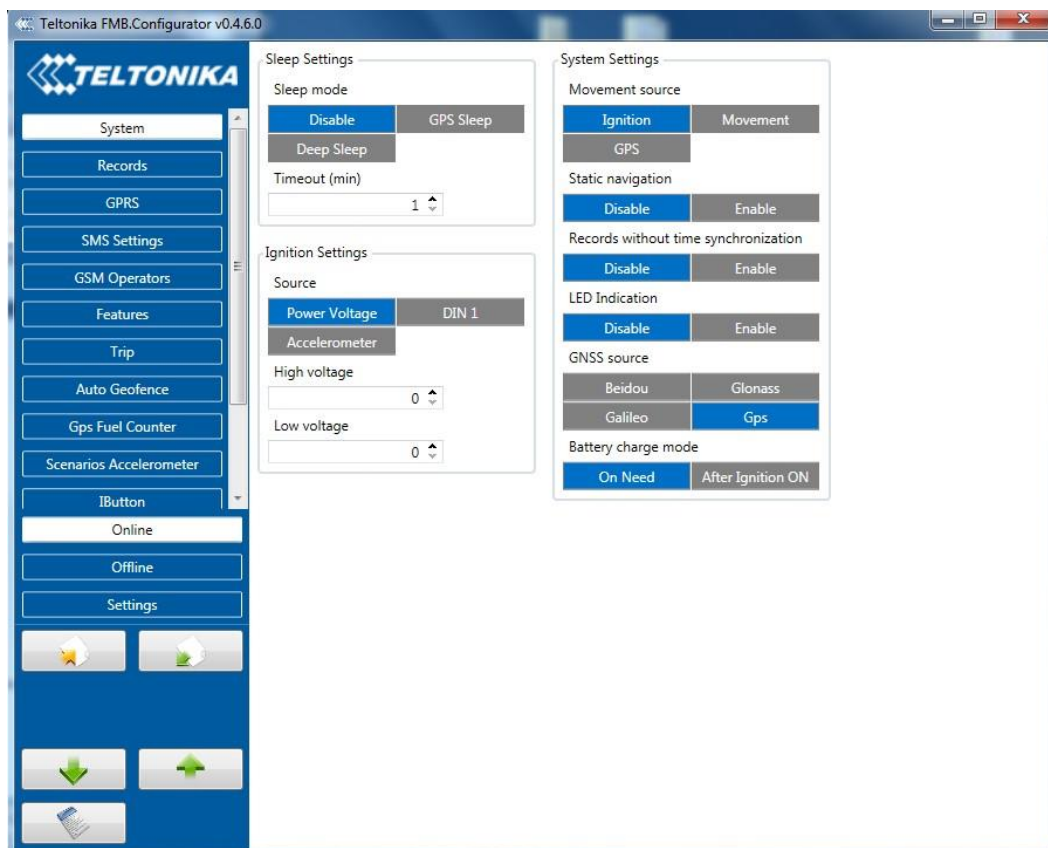 Teltonika FMB.Configurator v0.4.6.0
TELTONIKA
System
Records
GPRS
SMS Settings
GSM Operators
Features
Trip
Auto Geofence
Gps Fuel Counter
Scenarios Accelerometer
IButton
Online
Offline
Settings
Sleep Settings
Sleep mode
Disable GPS Sleep
Deep Sleep
Timeout (min)
1
Ignition Settings
Source
Power Voltage DIN 1
Accelerometer
High voltage
0
Low voltage
0
System Settings
Movement source
Ignition Movement
GPS
Static navigation
Disable Enable
Records without time synchronization
Disable Enable
LED Indication
Disable Enable
GNSS source
Beidou Glonass
Galileo Gps
Battery charge mode
On Need After Ignition ON